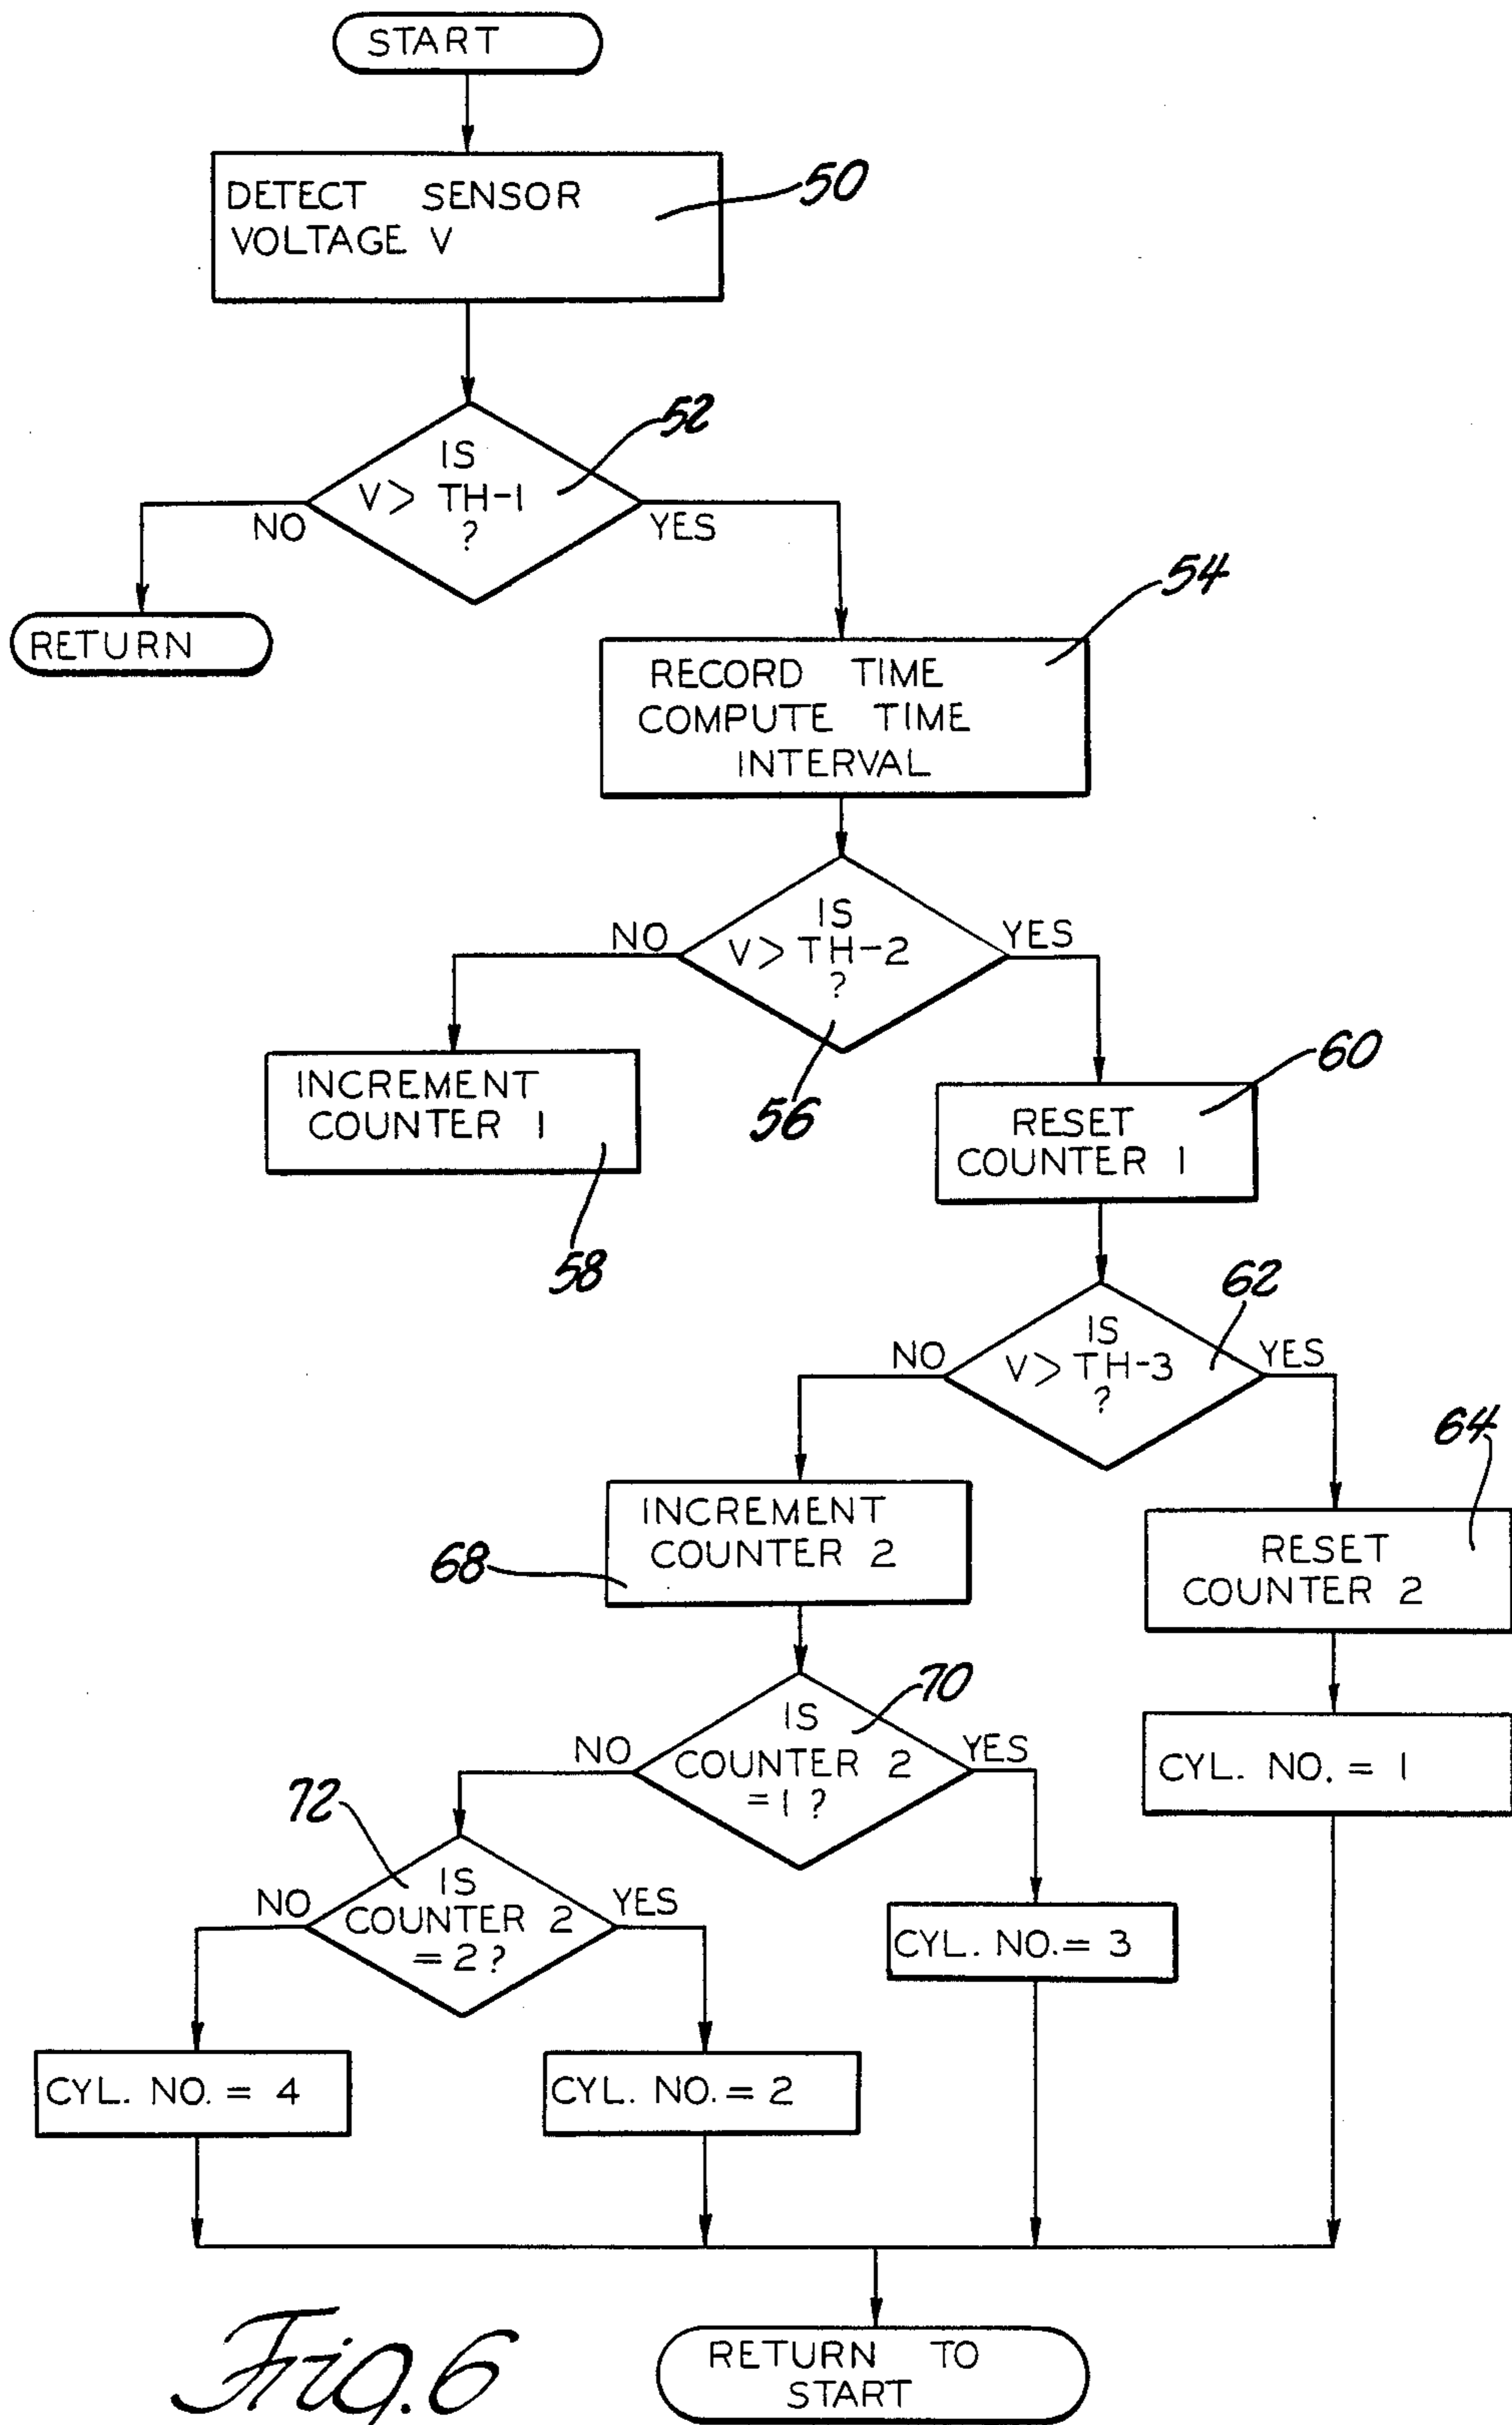 START
DETECT SENSOR
VOLTAGE V
50
IS
V> TH-1
?
52
NO
YES
RETURN
54
RECORD TIME
COMPUTE TIME
INTERVAL
IS
V> TH-2
?
NO
YES
56
INCREMENT
COUNTER 1
58
60
RESET
COUNTER 1
62
IS
V> TH-3
?
NO
YES
64
INCREMENT
COUNTER 2
68
RESET
COUNTER 2
70
IS
COUNTER 2
=1?
NO
YES
CYL. NO. = 1
72
IS
COUNTER 2
=2?
NO
YES
CYL. NO.= 3
CYL. NO. = 4
CYL. NO.= 2
RETURN TO
START
Fig.6